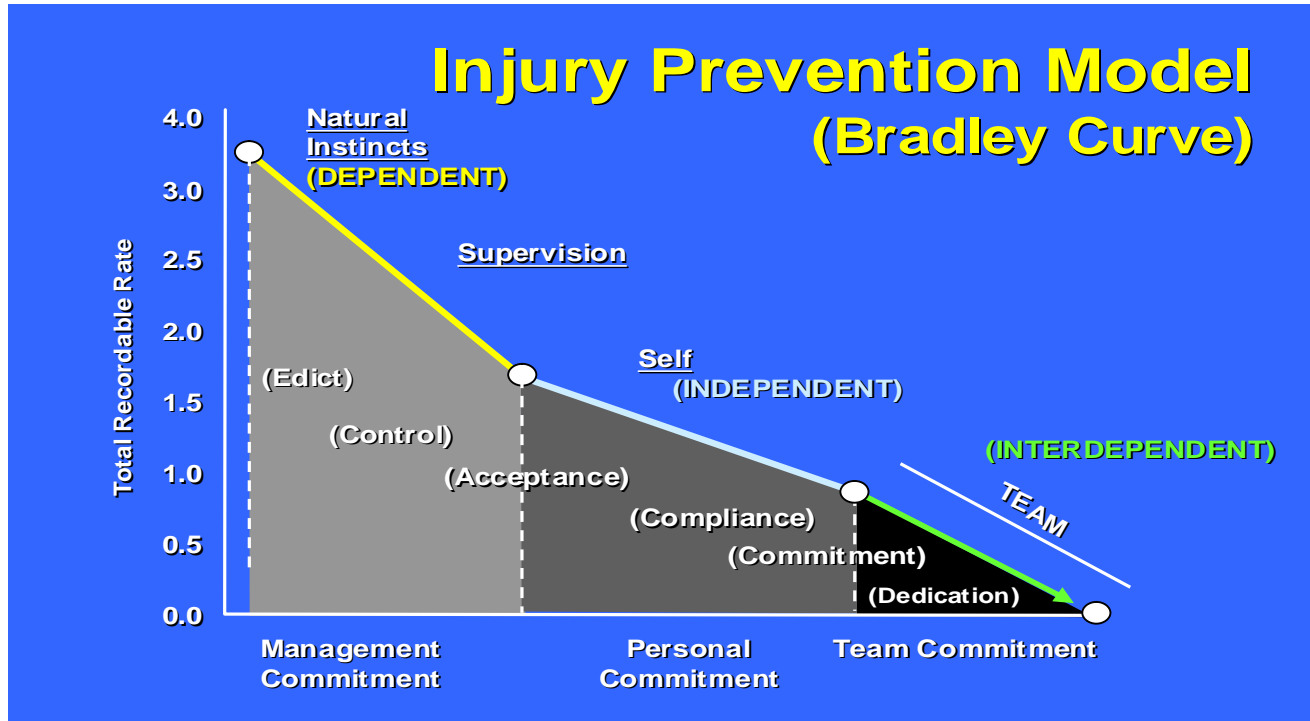 Injury Prevention Model
(Bradley Curve)
Total Recordable Rate
4.0
3.0
2.5
2.0
1.5
1.0
0.5
0.0
Natural
Instincts
(DEPENDENT)
Supervision
Self
(INDEPENDENT)
(INTERDEPENDENT)
TEAM
(Edict)
(Control)
(Acceptance)
(Compliance)
(Commitment)
(Dedication)
Management
Commitment
Personal
Commitment
Team Commitment